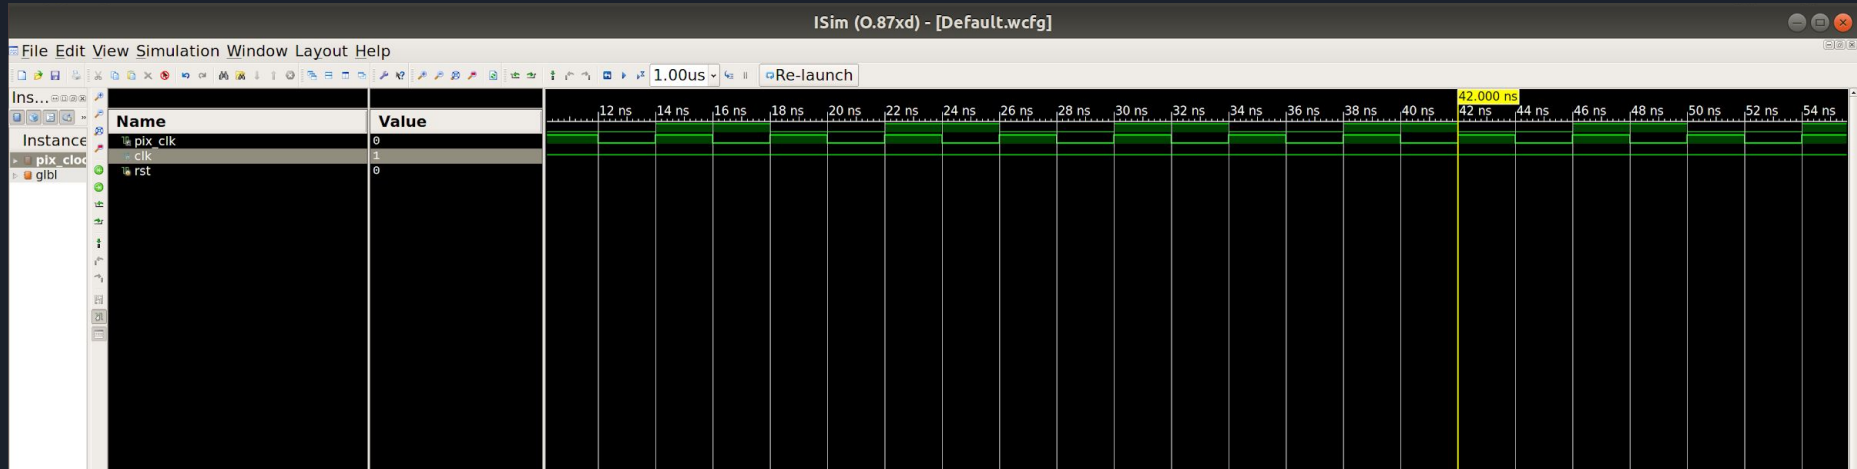 ISim (O.87xd) - [Default.wcfg]
File Edit View Simulation Window Layout Help
1.00us Re-launch
Ins...
42.000 ns
12 ns 14 ns 16 ns 18 ns 20 ns 22 ns 24 ns 26 ns 28 ns 30 ns 32 ns 34 ns 36 ns 38 ns 40 ns 42 ns 44 ns 46 ns 48 ns 50 ns 52 ns 54 ns
Name Value
Instance
pix_clk 0
pix_cloc
clk 1
glbl
rst 0